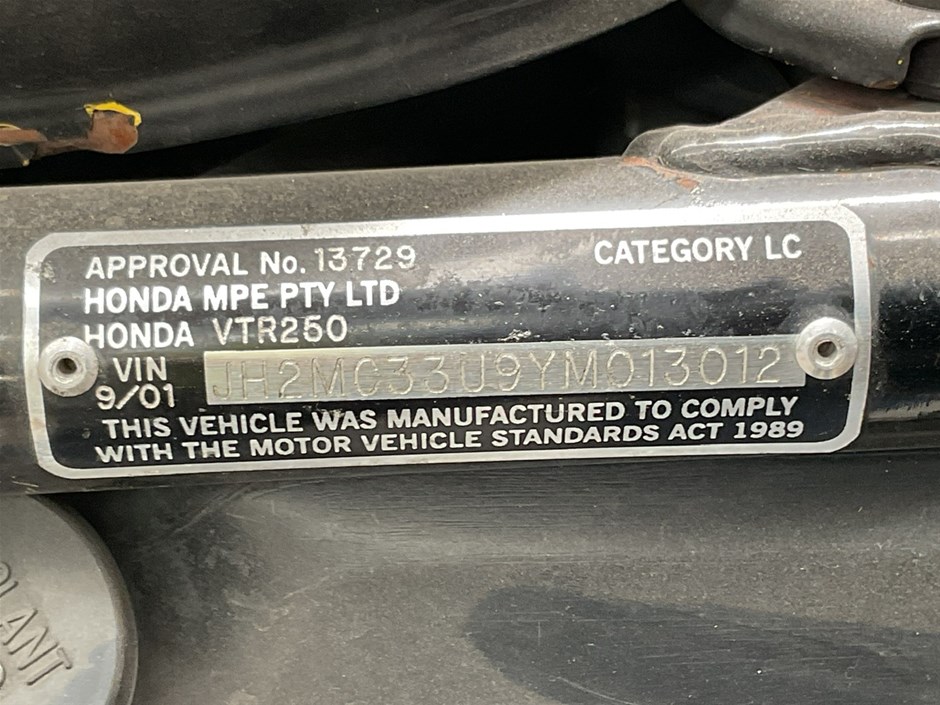 APPROVAL No. 13729
CATEGORY LC
HONDA MPE PTY LTD
HONDA VTR250
VIN JH2MC33U9YM013012
9/01
THIS VEHICLE WAS MANUFACTURED TO COMPLY
WITH THE MOTOR VEHICLE STANDARDS ACT 1989